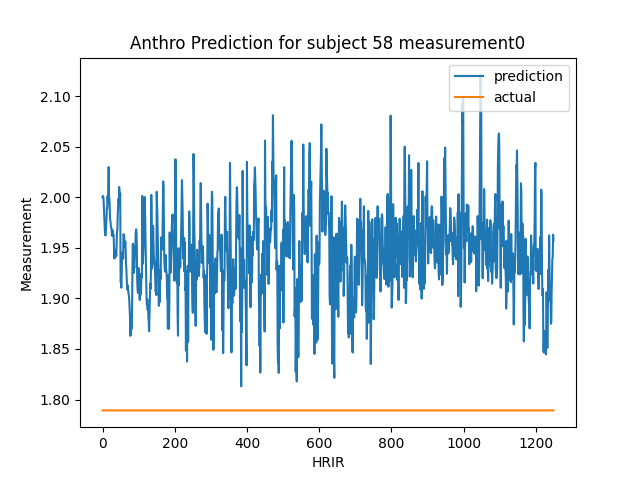 Anthro Prediction for subject 58 measurement0
prediction
actual
2.10
2.05
2.00
1.95
1.90
1.85
1.80
Measurement
0 200 400 600 800 1000 1200
HRIR